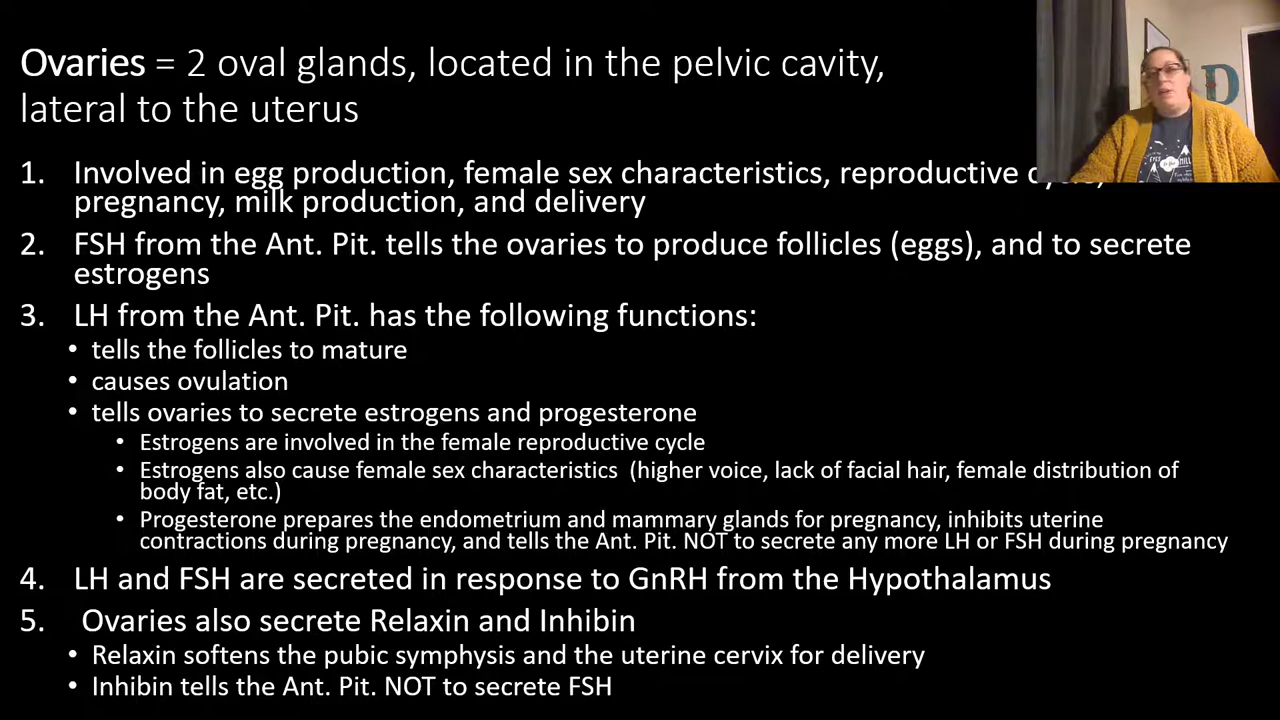 Ovaries = 2 oval glands, located in the pelvic cavity,
lateral to the uterus
1. Involved in egg production, female sex characteristics, reproductive cycle,
pregnancy, milk production, and delivery
2. FSH from the Ant. Pit. tells the ovaries to produce follicles (eggs), and to secrete
estrogens
3. LH from the Ant. Pit. has the following functions:
• tells the follicles to mature
• causes ovulation
• tells ovaries to secrete estrogens and progesterone
• Estrogens are involved in the female reproductive cycle
• Estrogens also cause female sex characteristics (higher voice, lack of facial hair, female distribution of
body fat, etc.)
• Progesterone prepares the endometrium and mammary glands for pregnancy, inhibits uterine
contractions during pregnancy, and tells the Ant. Pit. NOT to secrete any more LH or FSH during pregnancy
4. LH and FSH are secreted in response to GnRH from the Hypothalamus
5. Ovaries also secrete Relaxin and Inhibin
• Relaxin softens the pubic symphysis and the uterine cervix for delivery
• Inhibin tells the Ant. Pit. NOT to secrete FSH
D